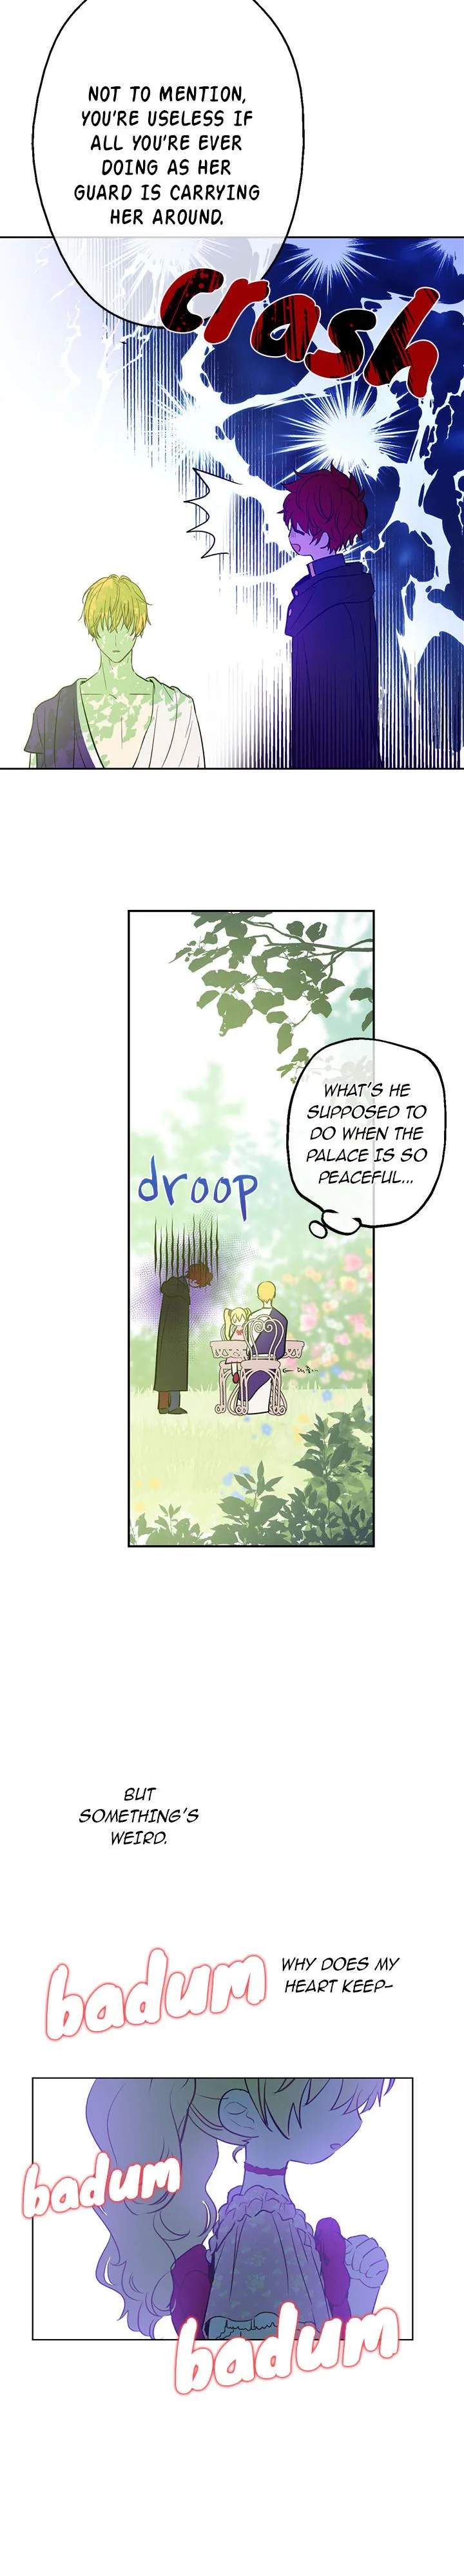 NOT TO MENTION,
YOU'RE USELESS IF
ALL YOU'RE EVER
DOING AS HER
GUARD IS CARRYING
HER AROUND.
crash
WHAT'S HE
SUPPOSED TO
DO WHEN THE
PALACE IS SO
PEACEFUL...
droop
BUT
SOMETHING'S
WEIRD.
badum
WHY DOES MY
HEART KEEP-
badum
badum